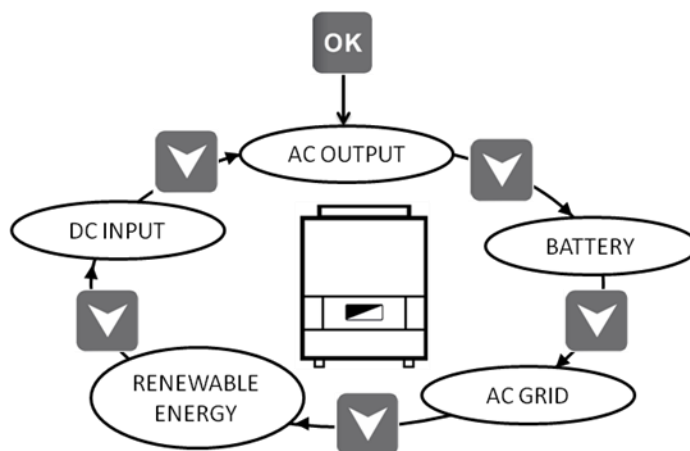 OK
AC OUTPUT
DC INPUT
BATTERY
RENEWABLE
ENERGY
AC GRID